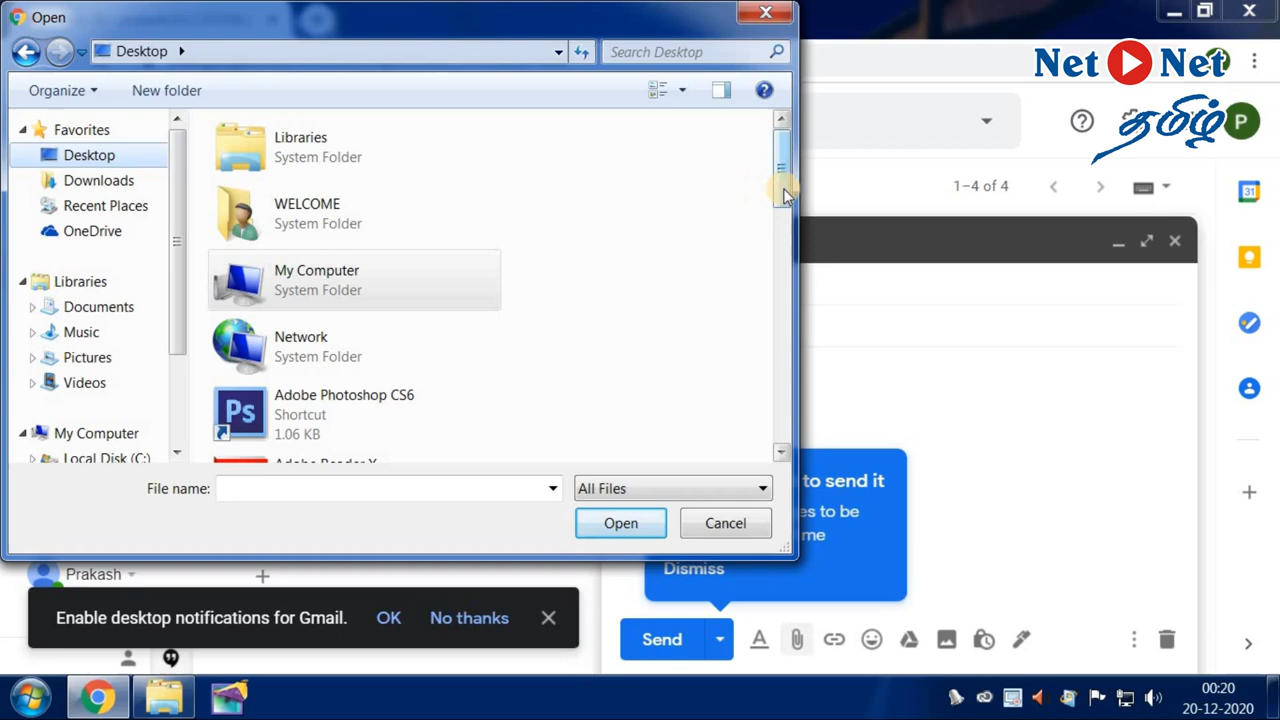 Open
Desktop
Search Desktop
Net Net
தமிழ்
Organize
New folder
P
Favorites
Desktop
Downloads
Recent Places
OneDrive
Libraries
Documents
Music
Pictures
Videos
My Computer
Local Disk (C:)
Libraries
System Folder
WELCOME
System Folder
My Computer
System Folder
Network
System Folder
Adobe Photoshop CS6
Shortcut
1.06 KB
Adobe Reader X
Ps
1–4 of 4
31
File name:
All Files
Open
Cancel
to send it
es to be
me
Dismiss
Prakash
Enable desktop notifications for Gmail.
OK
No thanks
Send
00:20
20-12-2020